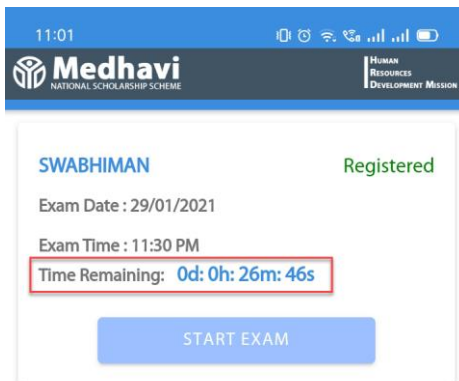 11:01
Medhavi
NATIONAL SCHOLARSHIP SCHEME
HUMAN
RESOURCES
DEVELOPMENT MISSION
SWABHIMAN
Registered
Exam Date : 29/01/2021
Exam Time : 11:30 PM
Time Remaining: 0d: 0h: 26m: 46s
START EXAM